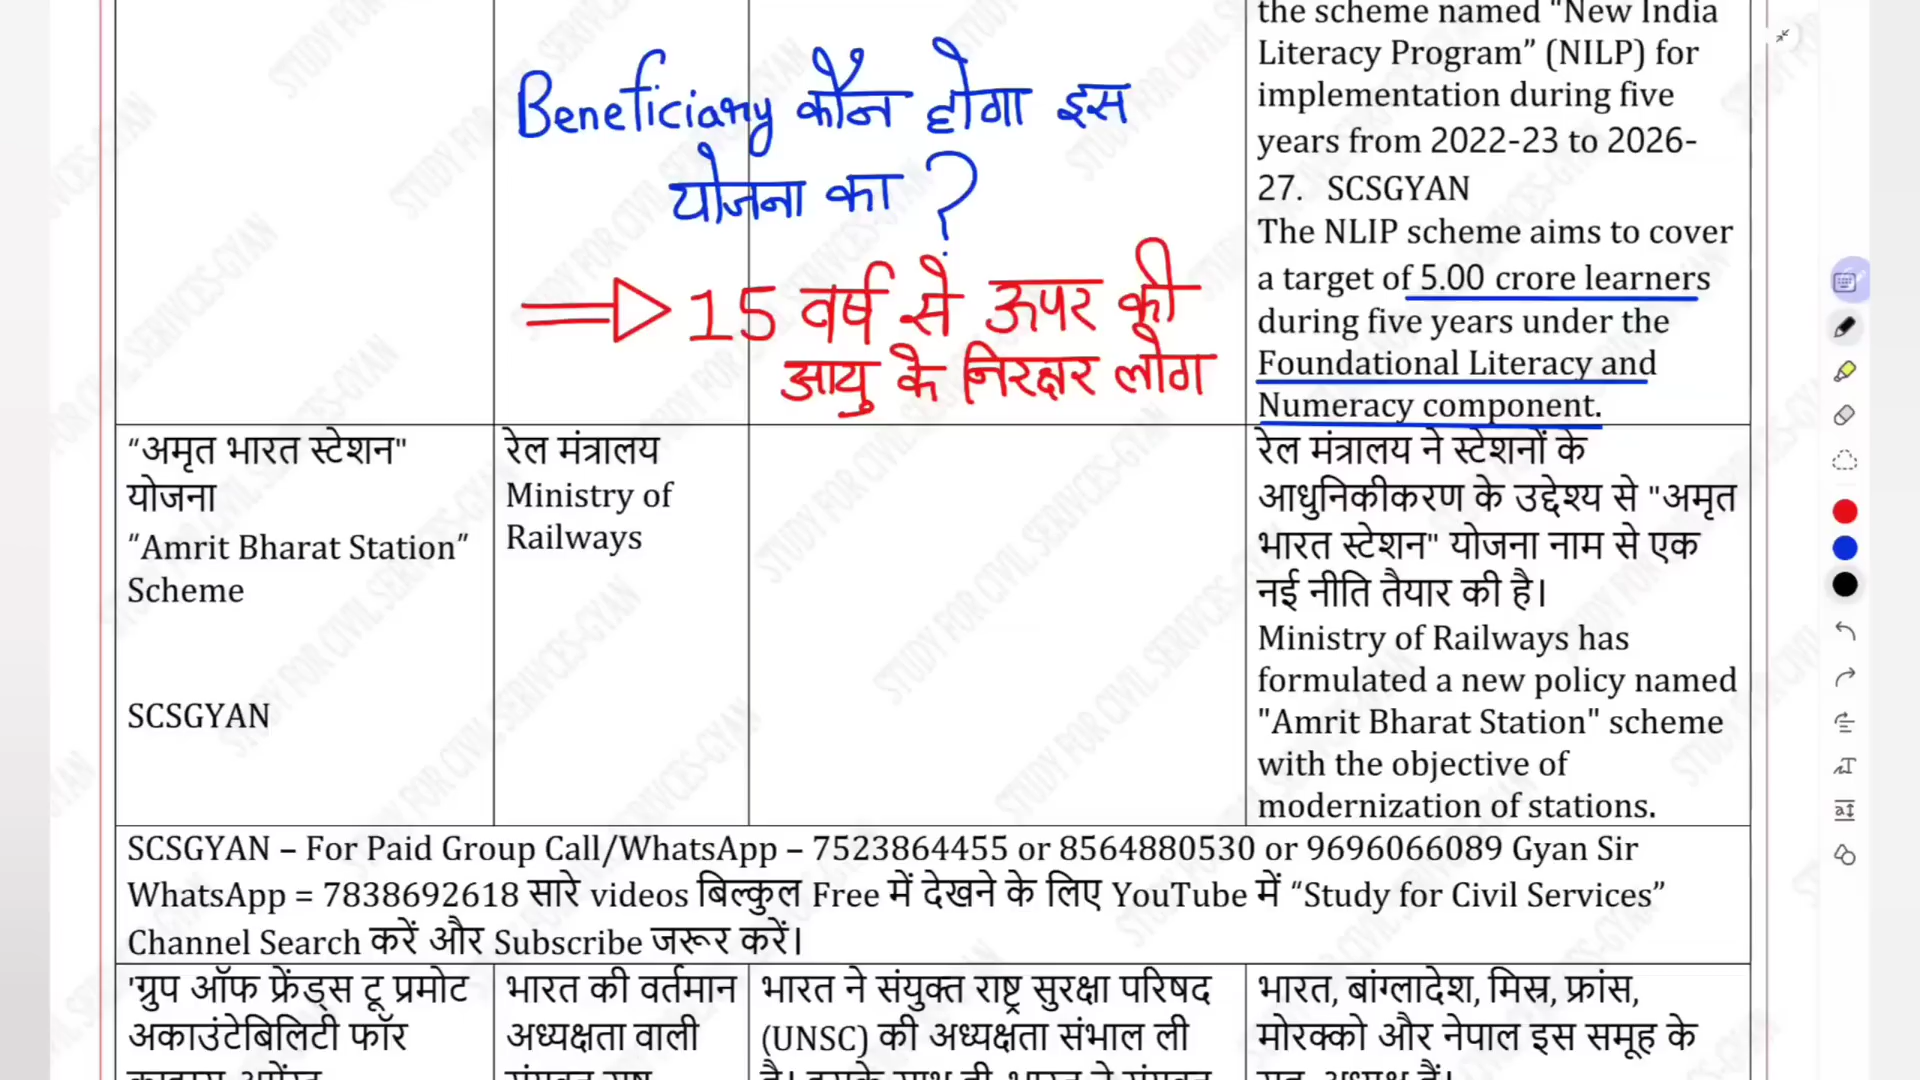 the scheme named “New India
Literacy Program” (NILP) for
implementation during five
years from 2022-23 to 2026-
27. SCSGYAN
The NLIP scheme aims to cover
a target of 5.00 crore learners
during five years under the
Foundational Literacy and
Numeracy component.
Beneficiary कौन होगा इस
योजना का ?
15 वर्ष से ऊपर की
आयु के निरक्षर लोग
“अमृत भारत स्टेशन"
योजना
“Amrit Bharat Station”
Scheme
SCSGYAN
रेल मंत्रालय
Ministry of
Railways
रेल मंत्रालय ने स्टेशनों के
आधुनिकीकरण के उद्देश्य से "अमृत
भारत स्टेशन" योजना नाम से एक
नई नीति तैयार की है।
Ministry of Railways has
formulated a new policy named
"Amrit Bharat Station" scheme
with the objective of
modernization of stations.
SCSGYAN – For Paid Group Call/WhatsApp – 7523864455 or 8564880530 or 9696066089 Gyan Sir
WhatsApp = 7838692618 सारे videos बिल्कुल Free में देखने के लिए YouTube में “Study for Civil Services”
Channel Search करें और Subscribe जरूर करें।
'ग्रुप ऑफ फ्रेंड्स टू प्रमोट
अकाउंटेबिलिटी फॉर
भारत की वर्तमान
अध्यक्षता वाली
भारत ने संयुक्त राष्ट्र सुरक्षा परिषद
(UNSC) की अध्यक्षता संभाल ली
भारत, बांग्लादेश, मिस्र, फ्रांस,
मोरक्को और नेपाल इस समूह के
STUDY FOR CIVIL SERIVCES-GYAN